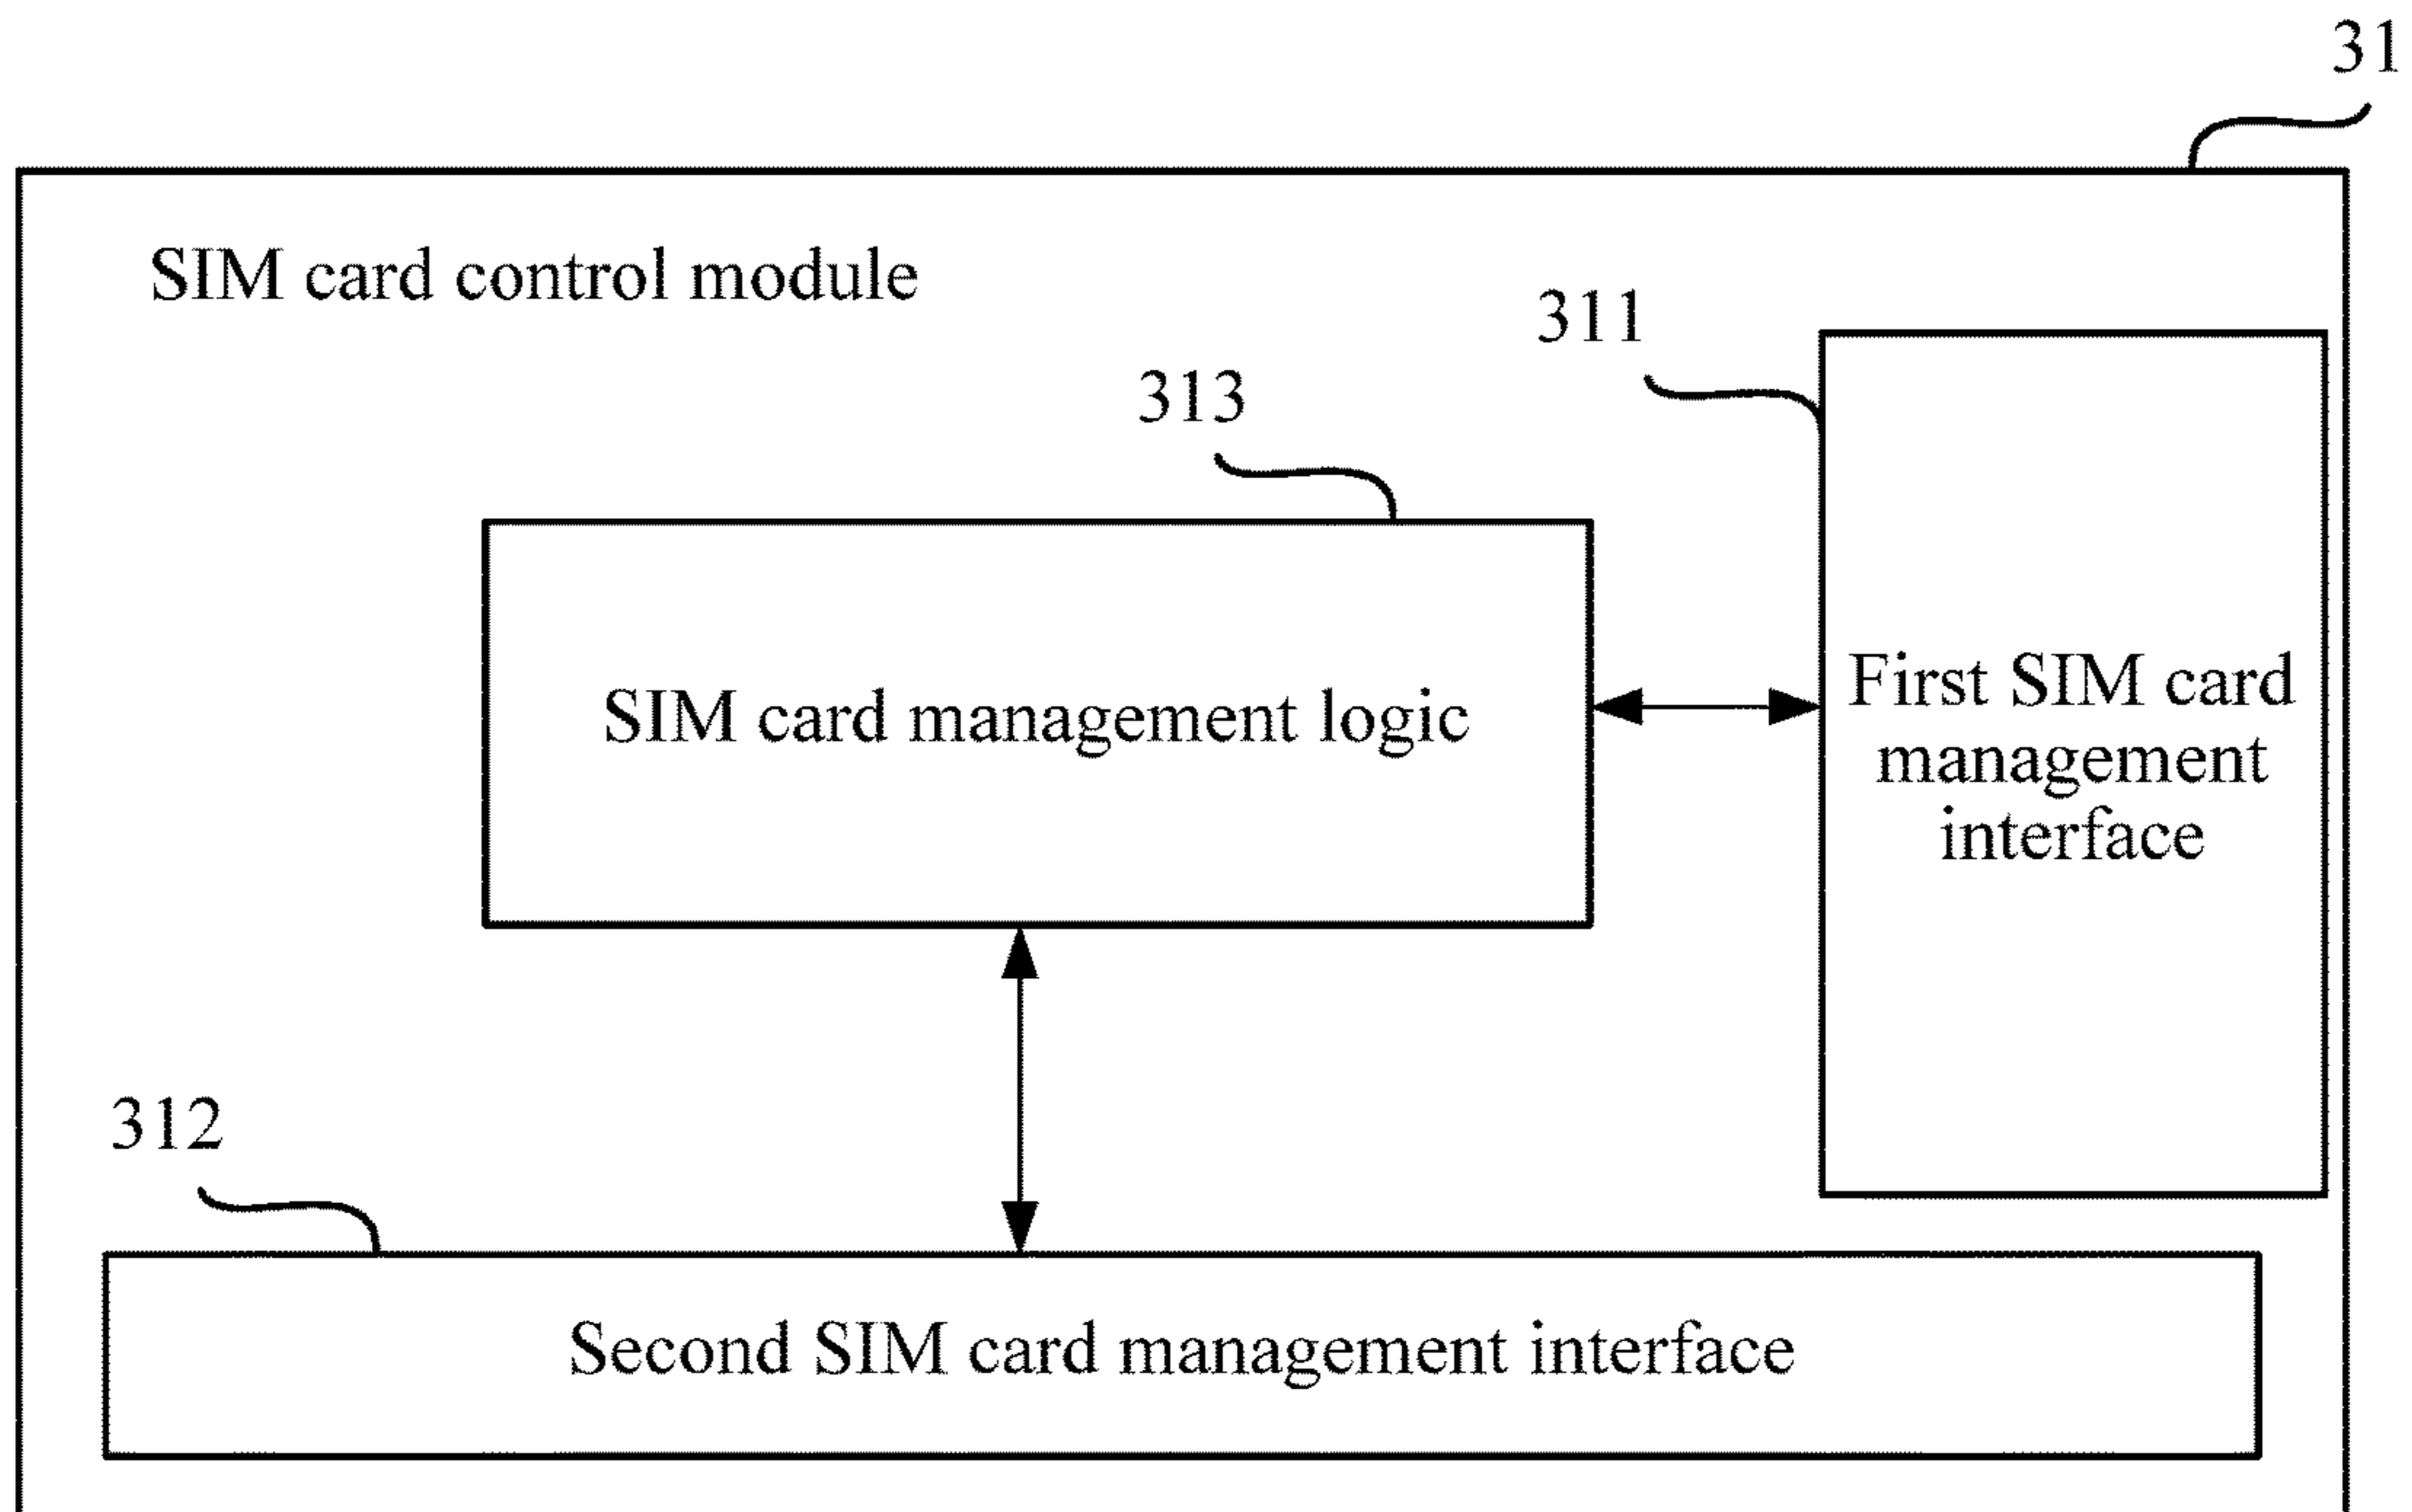 31
SIM card control module
311
313
SIM card management logic
First SIM card
management
interface
312
Second SIM card management interface